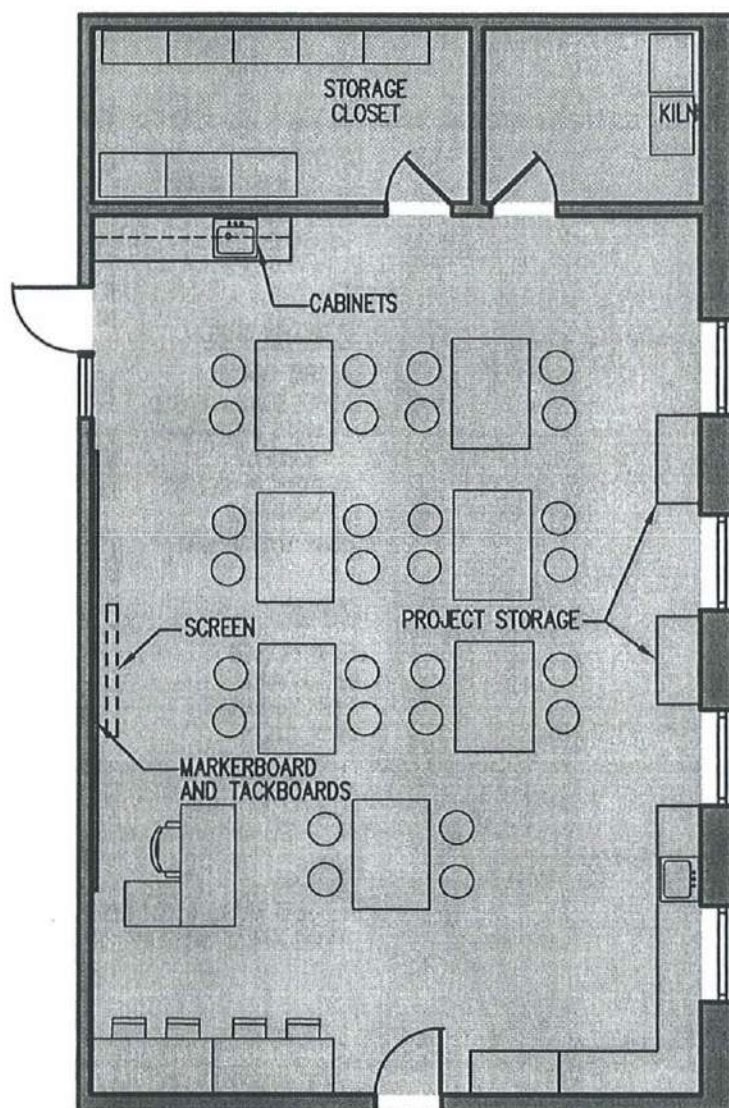 STORAGE
CLOSET
KILN
CABINETS
SCREEN
PROJECT STORAGE
MARKERBOARD
AND TACKBOARDS